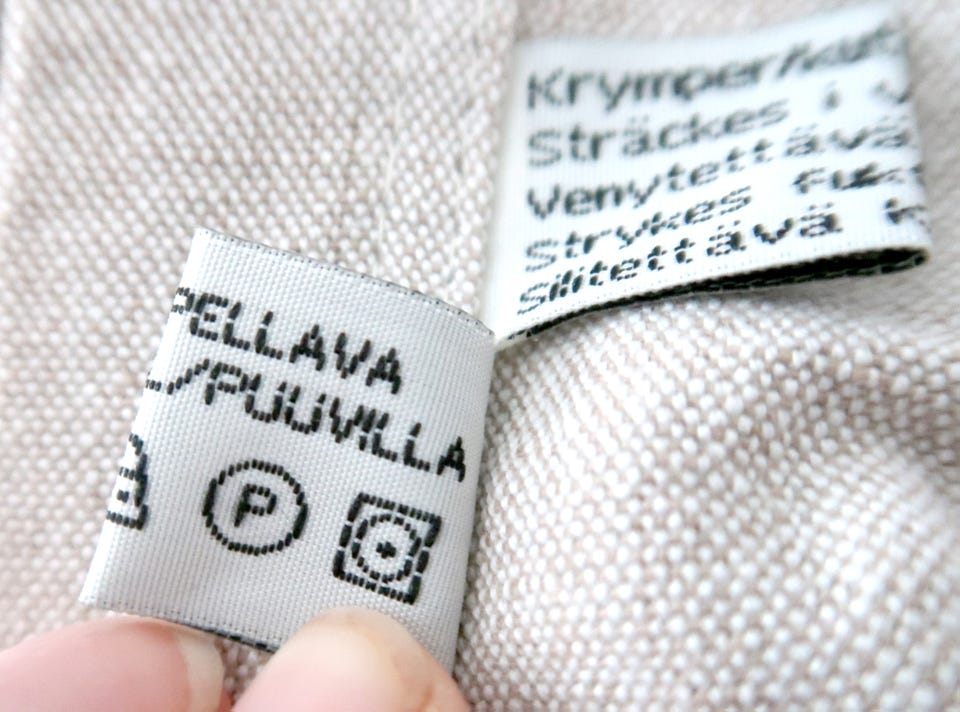 PELLAVA
/PUUVILLA
P
Krymper
Sträckes i
Venytettävä
Strykes
Silitettävä